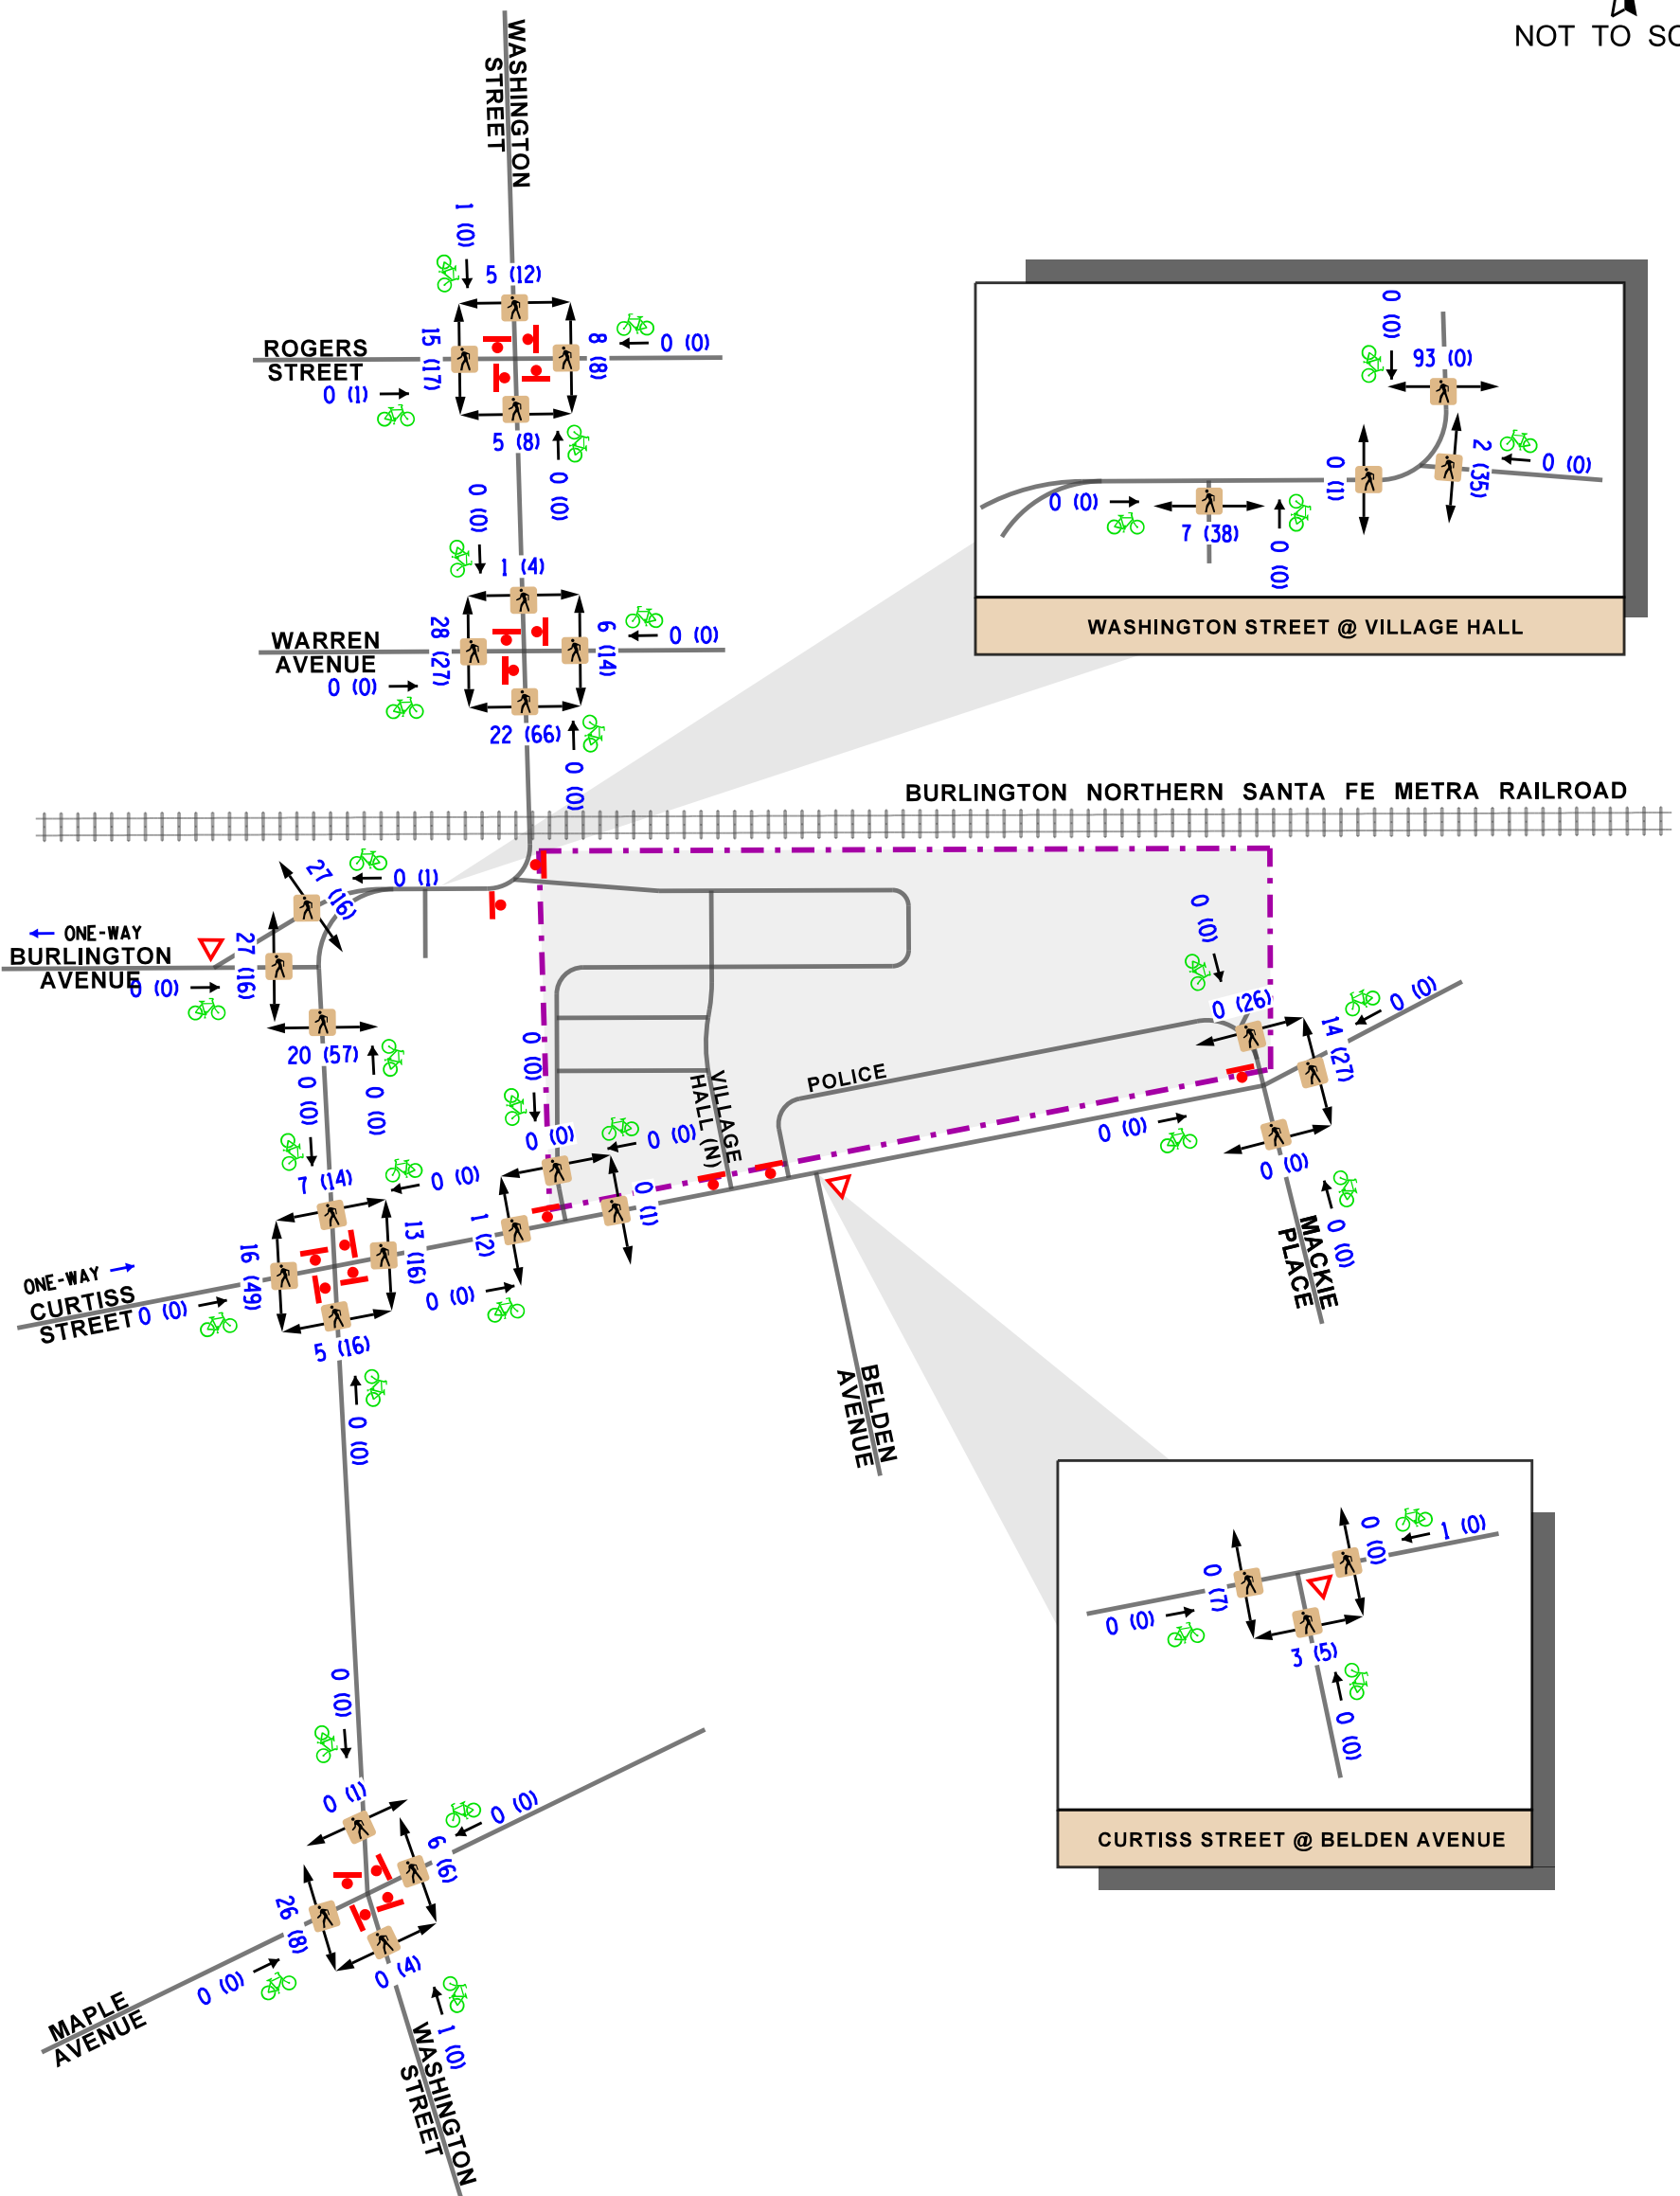 NOT TO SC
WASHINGTON
STREET
1 (0)
5 (12)
ROGERS
STREET
15 (17)
8 (8)
0 (0)
0 (1)
5 (8)
0 (0)
0 (0)
1 (4)
WARREN
AVENUE
28 (27)
6 (14)
0 (0)
0 (0)
22 (66)
0 (0)
0 (0)
93 (0)
0 (1)
2 (35)
0 (0)
0 (0)
7 (38)
0 (0)
WASHINGTON STREET @ VILLAGE HALL
BURLINGTON NORTHERN SANTA FE METRA RAILROAD
27 (16)
0 (1)
ONE-WAY
BURLINGTON
AVENUE
27 (16)
0 (0)
20 (57)
0 (0)
0 (0)
7 (14)
0 (0)
16 (49)
13 (16)
ONE-WAY
CURTISS
STREET
0 (0)
5 (16)
0 (0)
0 (0)
0 (0)
0 (0)
1 (2)
0 (1)
0 (0)
VILLAGE
HALL (N)
POLICE
0 (0)
0 (26)
0 (0)
14 (27)
0 (0)
0 (0)
0 (0)
MACKIE
PLACE
BELDEN
AVENUE
0 (0)
1 (0)
0 (7)
0 (0)
3 (5)
0 (0)
CURTISS STREET @ BELDEN AVENUE
0 (0)
0 (1)
0 (0)
6 (6)
26 (8)
0 (0)
0 (4)
MAPLE
AVENUE
1 (0)
WASHINGTON
STREET